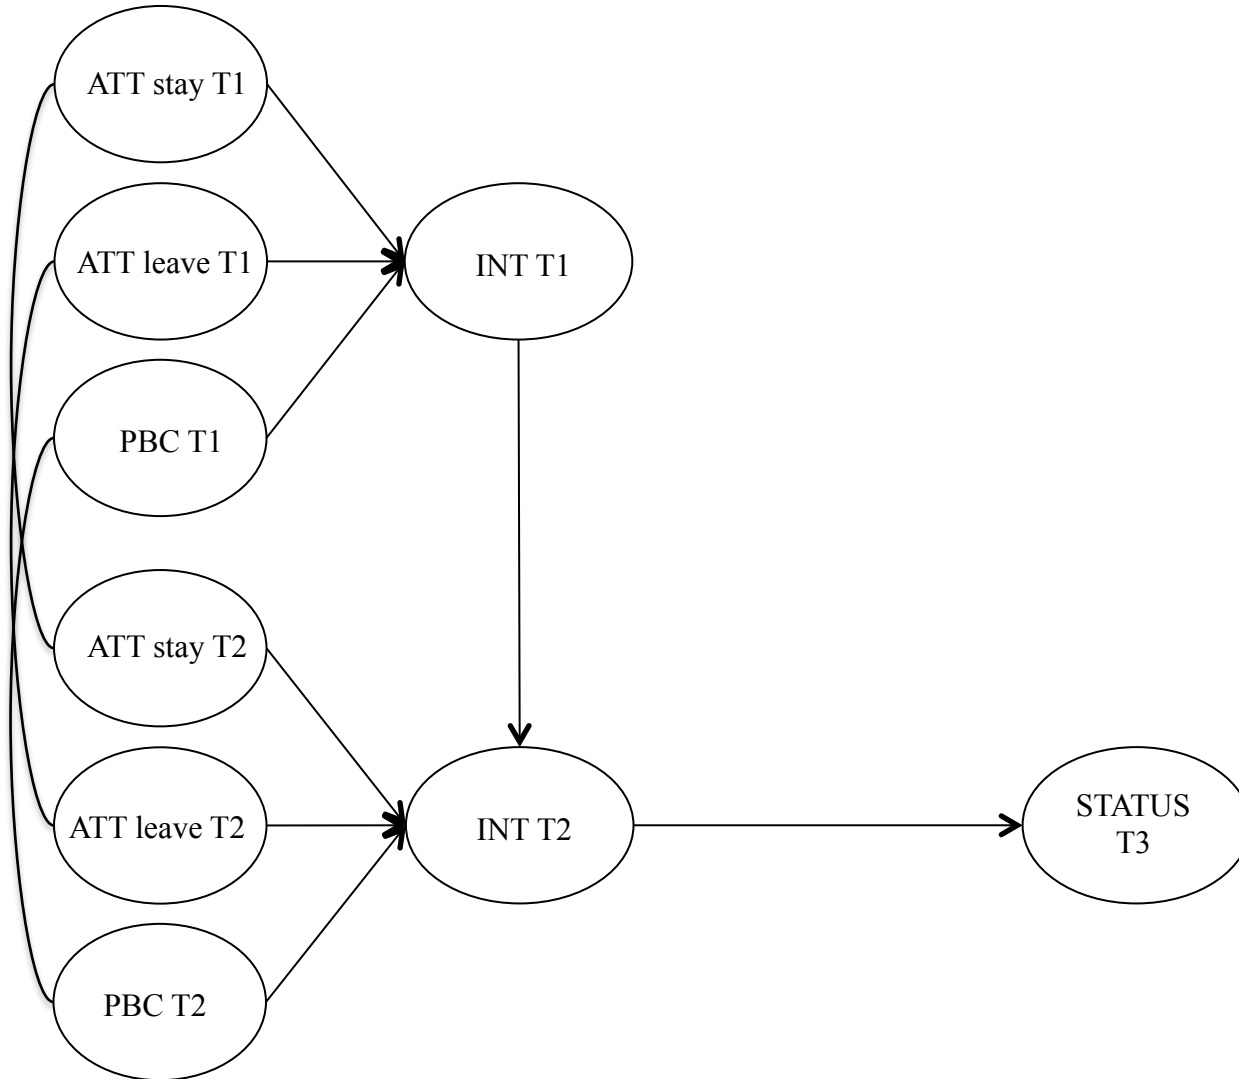 ATT stay T1
ATT leave T1
INT T1
PBC T1
ATT stay T2
ATT leave T2
INT T2
STATUS
T3
PBC T2